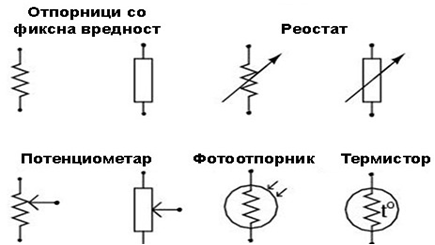 Отпорници со
фиксна вредност
Реостат
Потенциометар
Фотоотпорник
Термистор
t°